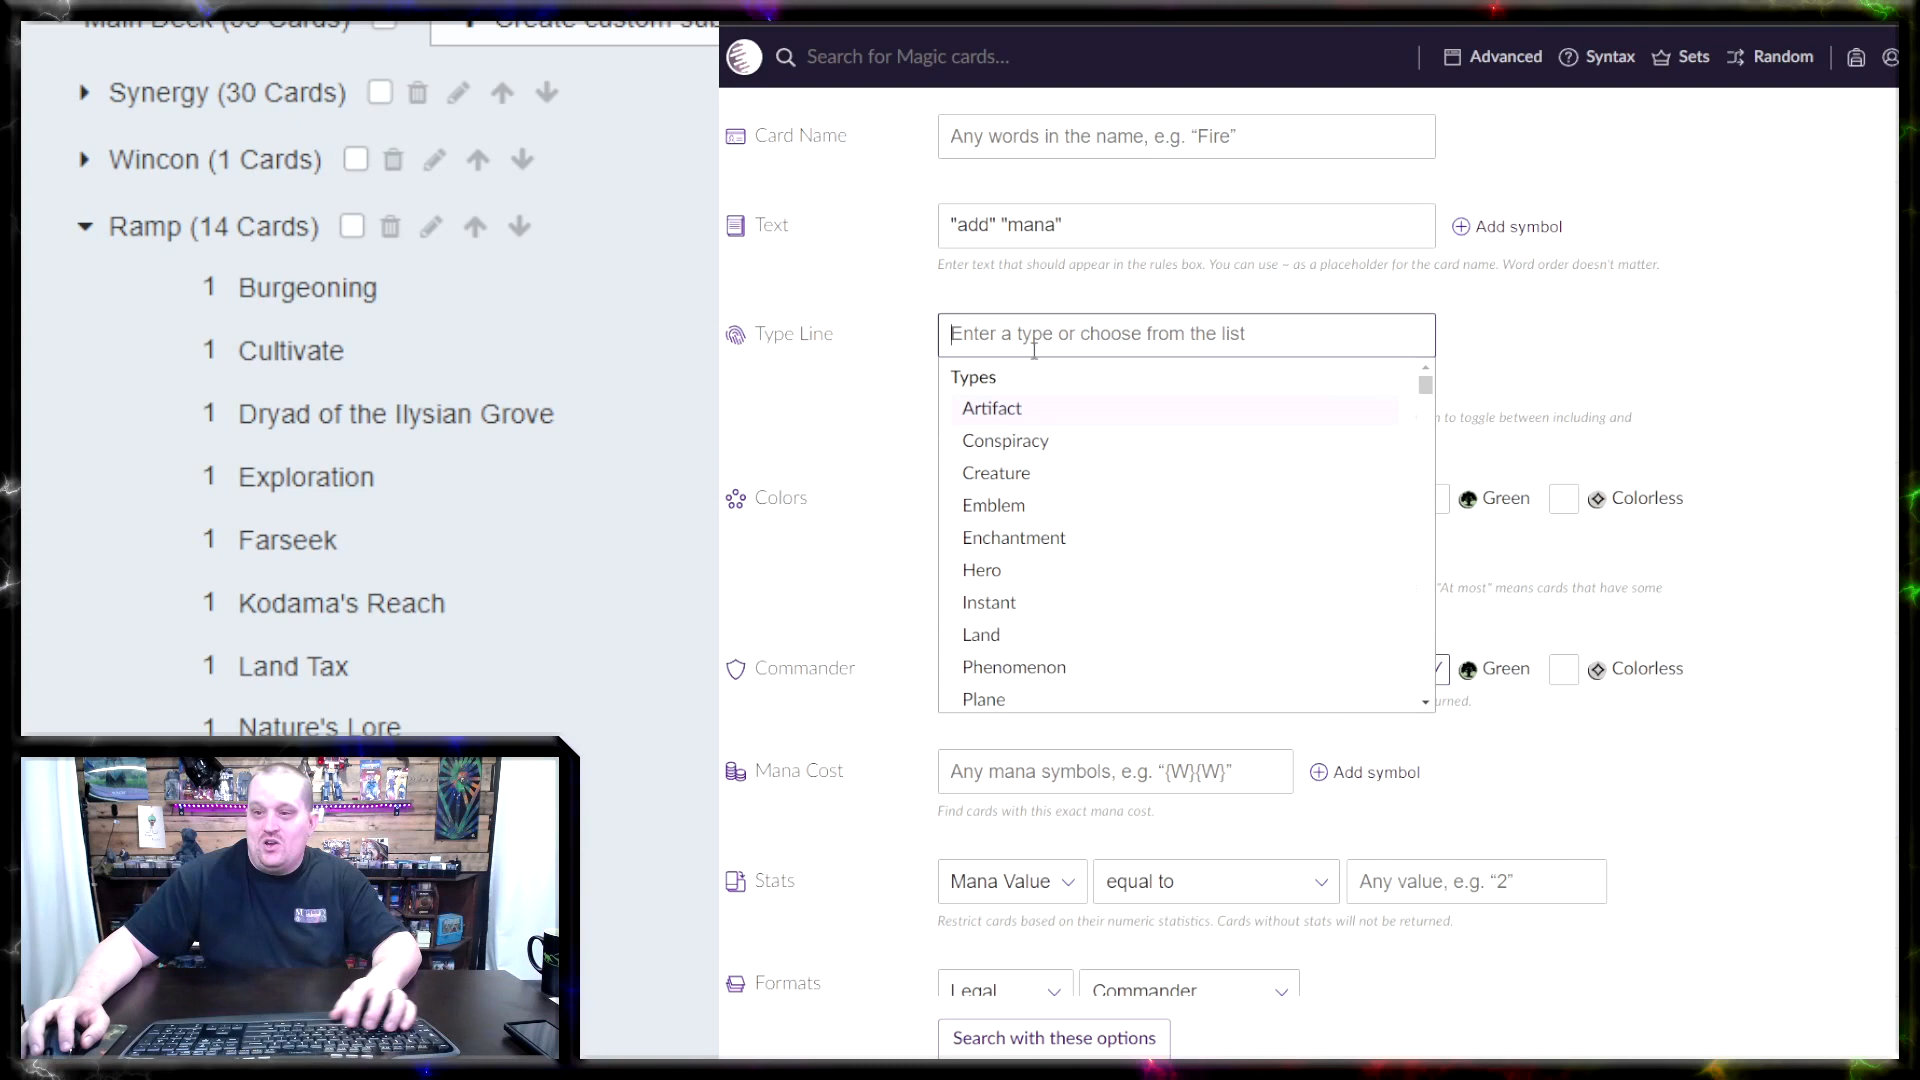 Main Deck (
Create custom su
Synergy (30 Cards)
Wincon (1 Cards)
Ramp (14 Cards)
1 Burgeoning
1 Cultivate
1 Dryad of the Ilysian Grove
1 Exploration
1 Farseek
1 Kodama's Reach
1 Land Tax
1 Nature's Lore
Search for Magic cards...
Advanced
Syntax
Sets
Random
Card Name
Any words in the name, e.g. “Fire”
Text
"add" "mana"
Add symbol
Enter text that should appear in the rules box. You can use ~ as a placeholder for the card name. Word order doesn't matter.
Type Line
Enter a type or choose from the list
Types
Artifact
Conspiracy
Creature
Emblem
Enchantment
Hero
Instant
Land
Phenomenon
Plane
n to toggle between including and
Colors
Green
Colorless
"At most" means cards that have some
Commander
Green
Colorless
urned.
Mana Cost
Any mana symbols, e.g. “{W}{W}”
Add symbol
Find cards with this exact mana cost.
Stats
Mana Value
equal to
Any value, e.g. “2”
Restrict cards based on their numeric statistics. Cards without stats will not be returned.
Formats
Legal
Commander
Search with these options